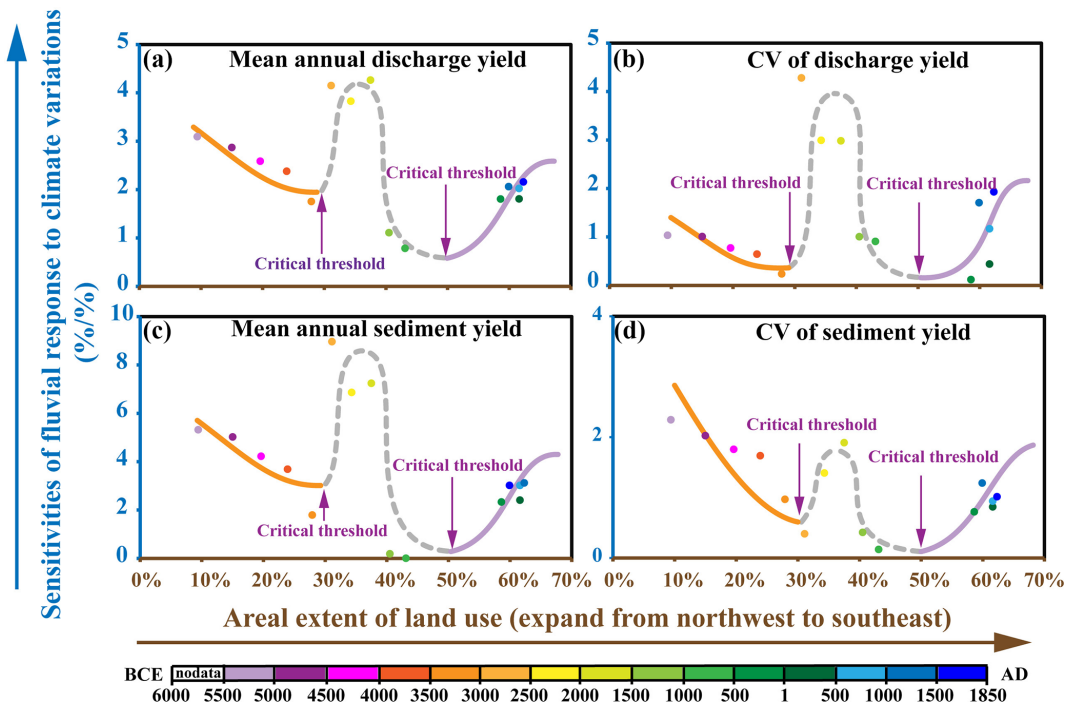 Sensitivities of fluvial response to climate variations
(%/%)
(a) Mean annual discharge yield
5
4
3
2
1
0
Critical threshold
Critical threshold
(b) CV of discharge yield
5
4
3
2
1
0
Critical threshold
Critical threshold
(c) Mean annual sediment yield
10
8
6
4
2
0
Critical threshold
Critical threshold
0% 10% 20% 30% 40% 50% 60% 70%
(d) CV of sediment yield
4
2
0
Critical threshold
Critical threshold
0% 10% 20% 30% 40% 50% 60% 70%
Areal extent of land use (expand from northwest to southeast)
BCE nodata AD
6000 5500 5000 4500 4000 3500 3000 2500 2000 1500 1000 500 1 500 1000 1500 1850